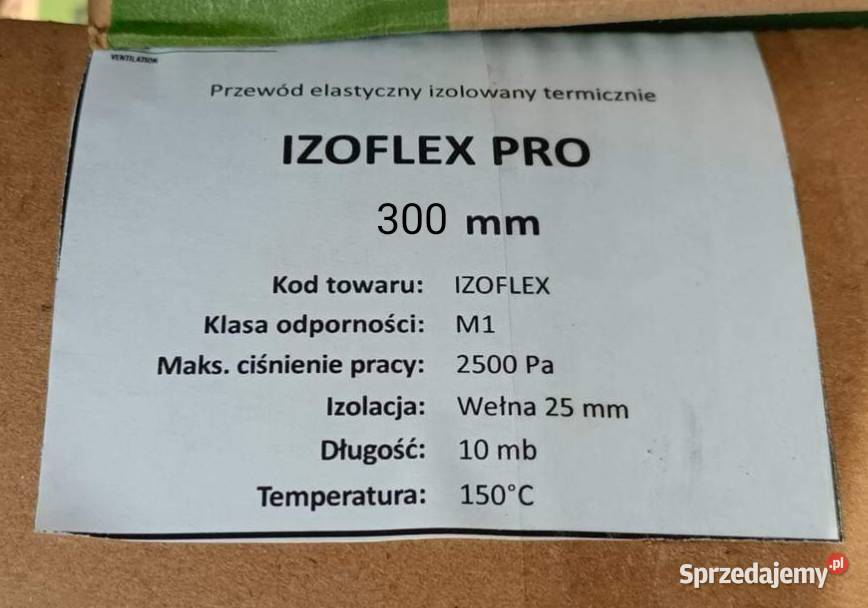 VENTILATION
Przewód elastyczny izolowany termicznie
IZOFLEX PRO
300 mm
Kod towaru: IZOFLEX
Klasa odporności: M1
Maks. ciśnienie pracy: 2500 Pa
Izolacja: Wełna 25 mm
Długość: 10 mb
Temperatura: 150°C
Sprzedajemy.pl